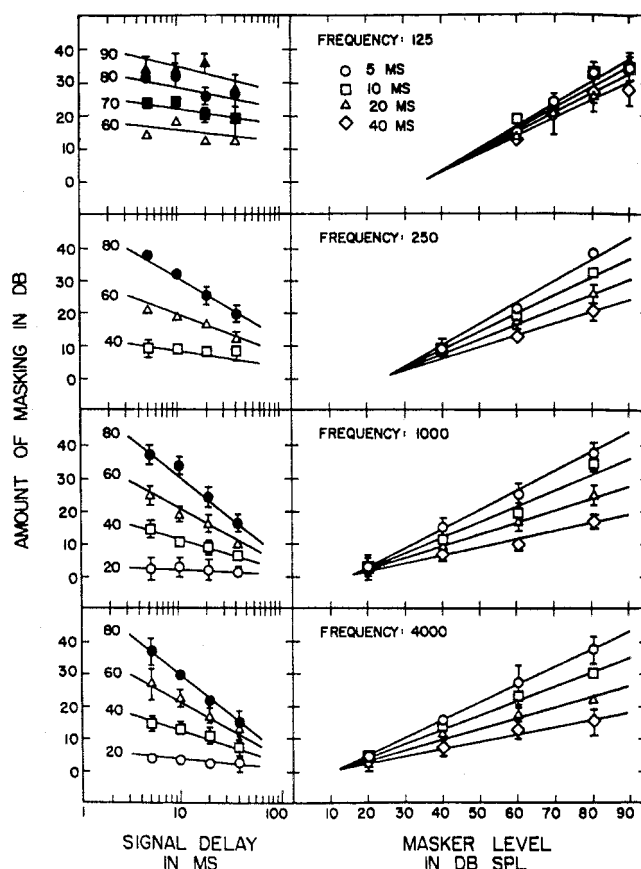 AMOUNT OF MASKING IN DB
40
30
20
10
0
90
80
70
60
FREQUENCY: 125
5 MS
10 MS
20 MS
40 MS
40
30
20
10
0
80
60
40
FREQUENCY: 250
40
30
20
10
0
80
60
40
20
FREQUENCY: 1000
40
30
20
10
0
80
60
40
20
FREQUENCY: 4000
1 10 100
10 20 30 40 50 60 70 80 90
SIGNAL DELAY
IN MS
MASKER LEVEL
IN DB SPL